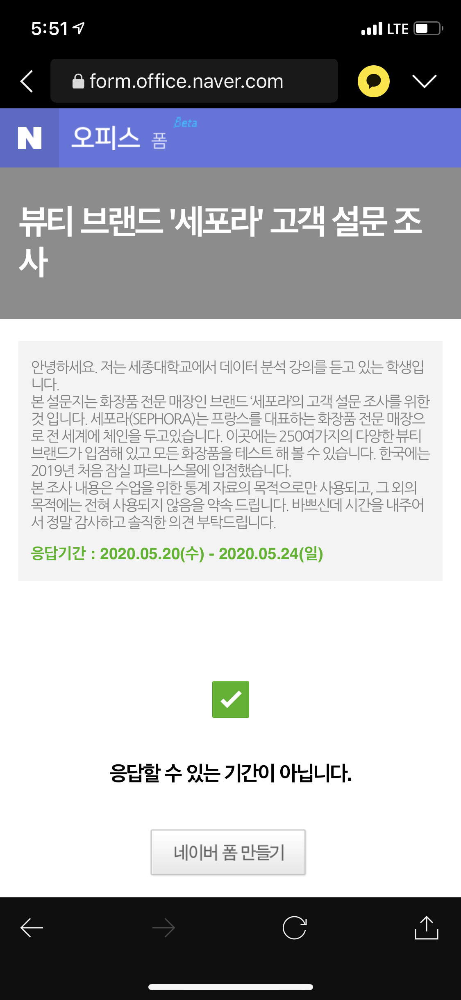 5:51
LTE
form.office.naver.com
N 오피스 폼 Beta
뷰티 브랜드 '세포라' 고객 설문 조
사
안녕하세요. 저는 세종대학교에서 데이터 분석 강의를 듣고 있는 학생입
니다.
본 설문지는 화장품 전문 매장인 브랜드 ‘세포라’의 고객 설문 조사를 위한
것 입니다. 세포라(SEPHORA)는 프랑스를 대표하는 화장품 전문 매장으
로 전 세계에 체인을 두고있습니다. 이곳에는 250여가지의 다양한 뷰티
브랜드가 입점해 있고 모든 화장품을 테스트 해 볼 수 있습니다. 한국에는
2019년 처음 잠실 파르나스몰에 입점했습니다.
본 조사 내용은 수업을 위한 통계 자료의 목적으로만 사용되고, 그 외의
목적에는 전혀 사용되지 않음을 약속 드립니다. 바쁘신데 시간을 내주어
서 정말 감사하고 솔직한 의견 부탁드립니다.
응답기간 : 2020.05.20(수) - 2020.05.24(일)
응답할 수 있는 기간이 아닙니다.
네이버 폼 만들기